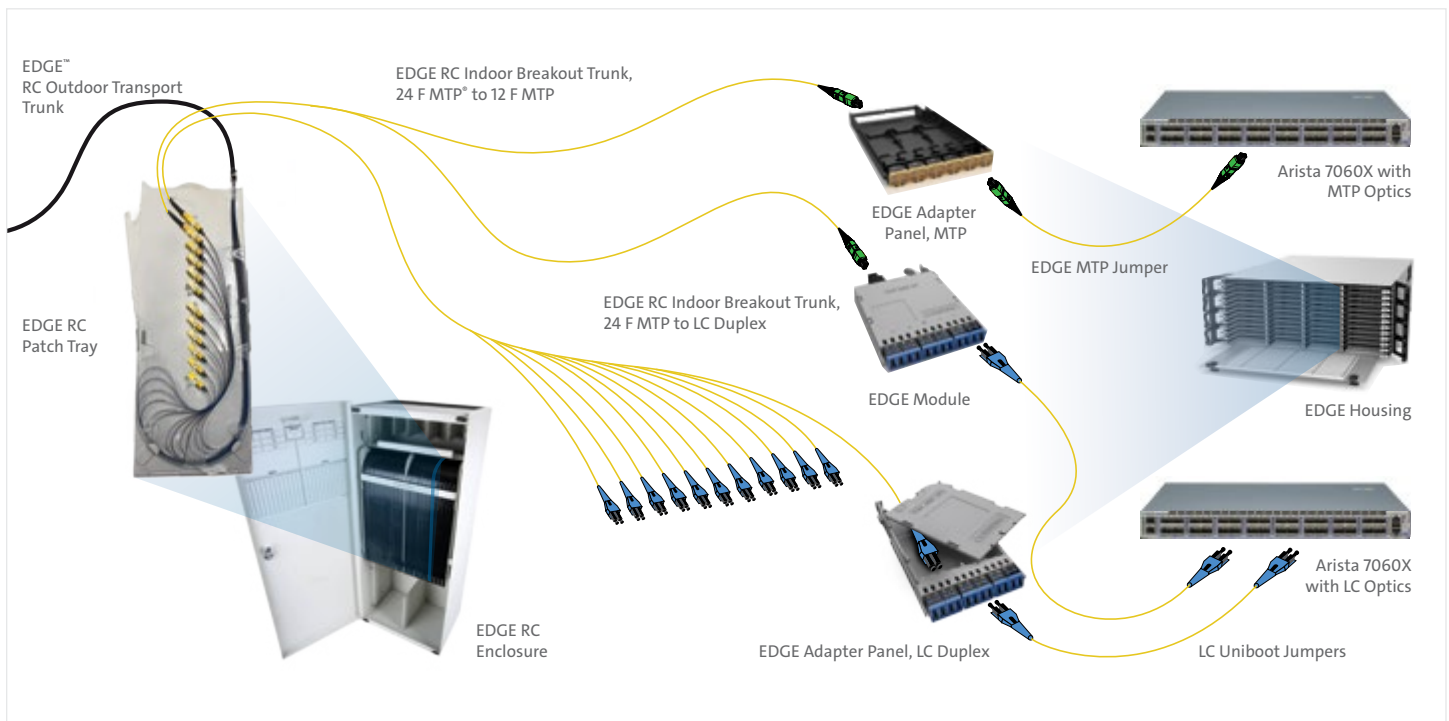 EDGE™
RC Outdoor Transport
Trunk
EDGE RC Indoor Breakout Trunk,
24 F MTP® to 12 F MTP
Arista 7060X with
MTP Optics
EDGE Adapter
Panel, MTP
EDGE MTP Jumper
EDGE RC
Patch Tray
EDGE RC Indoor Breakout Trunk,
24 F MTP to LC Duplex
EDGE Module
EDGE Housing
Arista 7060X
with LC Optics
EDGE RC
Enclosure
EDGE Adapter Panel, LC Duplex
LC Uniboot Jumpers